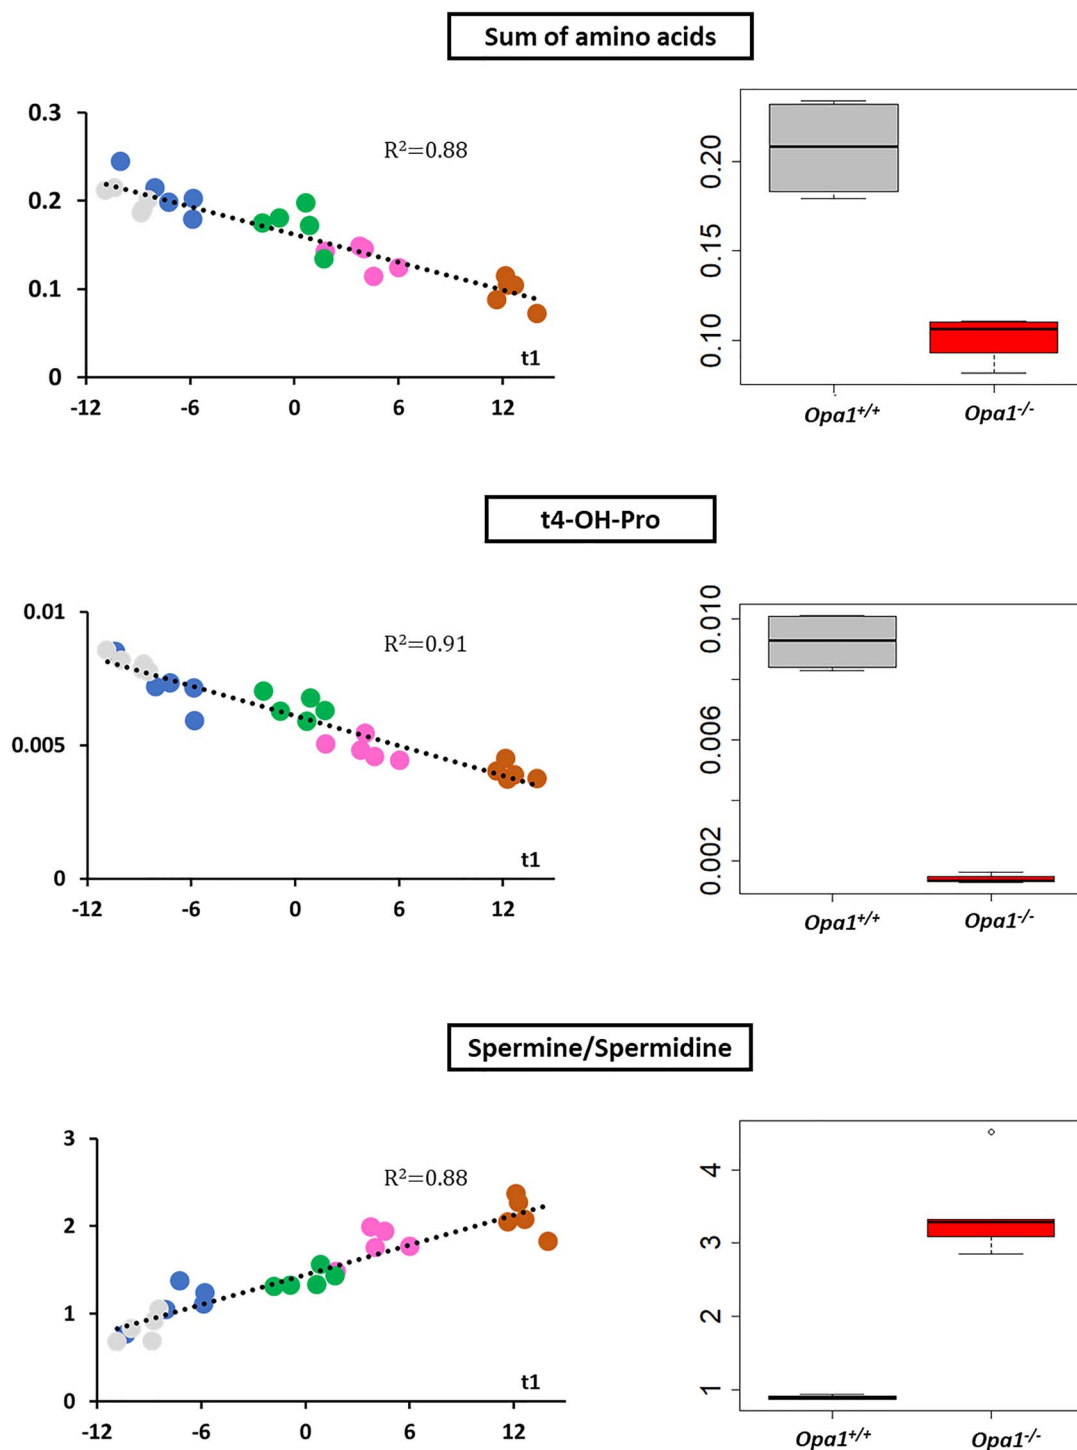 Sum of amino acids
0.3
0.2
0.1
0
R²=0.88
t1
-12 -6 0 6 12
0.20
0.15
0.10
Opa1+/+ Opa1-/-
t4-OH-Pro
0.01
0.005
0
R²=0.91
t1
-12 -6 0 6 12
0.010
0.006
0.002
Opa1+/+ Opa1-/-
Spermine/Spermidine
3
2
1
0
R²=0.88
t1
-12 -6 0 6 12
4
3
2
1
Opa1+/+ Opa1-/-